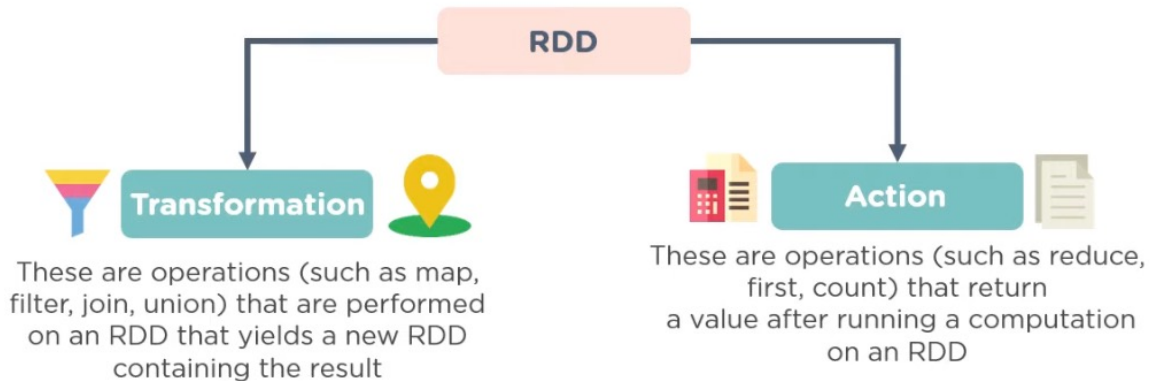 RDD
Transformation
These are operations (such as map,
filter, join, union) that are performed
on an RDD that yields a new RDD
containing the result
Action
These are operations (such as reduce,
first, count) that return
a value after running a computation
on an RDD